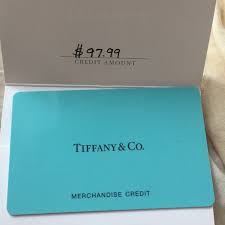 $97.99
CREDIT AMOUNT
TIFFANY & CO.
MERCHANDISE CREDIT